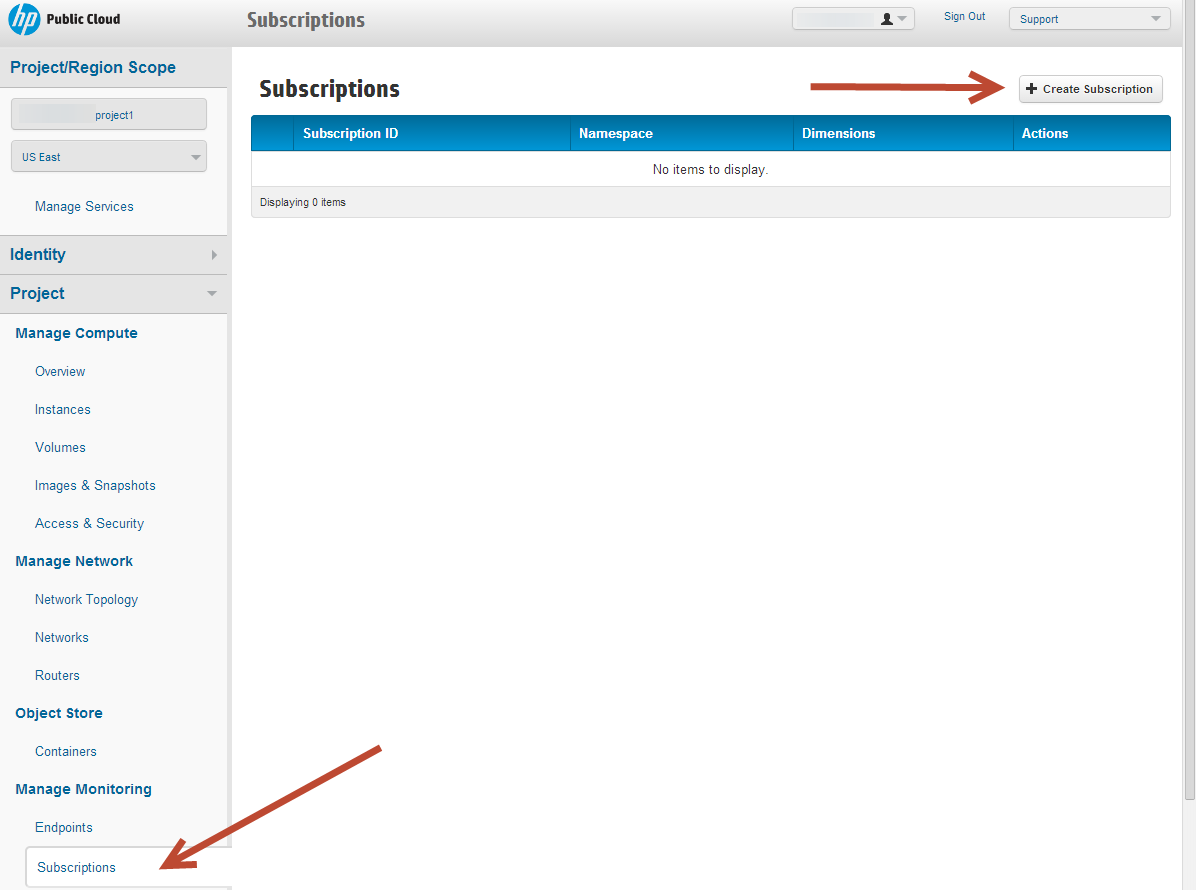 hp Public Cloud
Subscriptions
Sign Out
Support
Project/Region Scope
project1
US East
Manage Services
Identity
Project
Manage Compute
Overview
Instances
Volumes
Images & Snapshots
Access & Security
Manage Network
Network Topology
Networks
Routers
Object Store
Containers
Manage Monitoring
Endpoints
Subscriptions
Subscriptions
+ Create Subscription
Subscription ID Namespace Dimensions Actions
No items to display.
Displaying 0 items